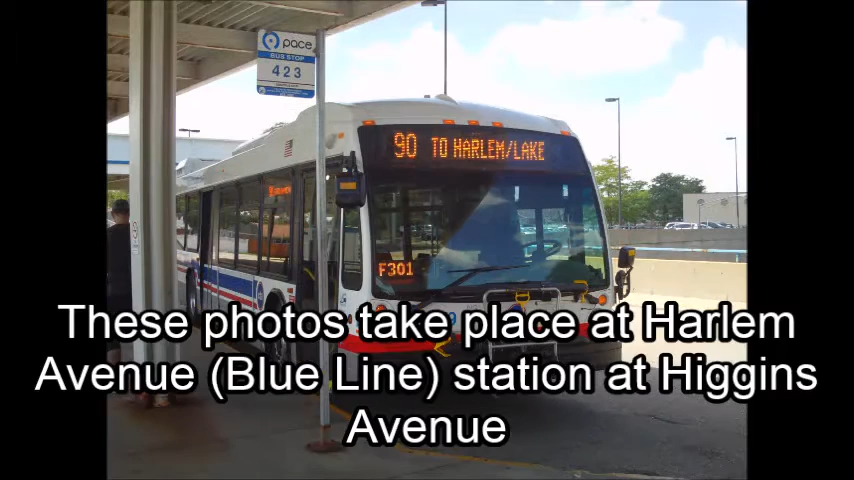 pace
BUS STOP
423
90 TO HARLEM/LAKE
F301
These photos take place at Harlem
Avenue (Blue Line) station at Higgins
Avenue